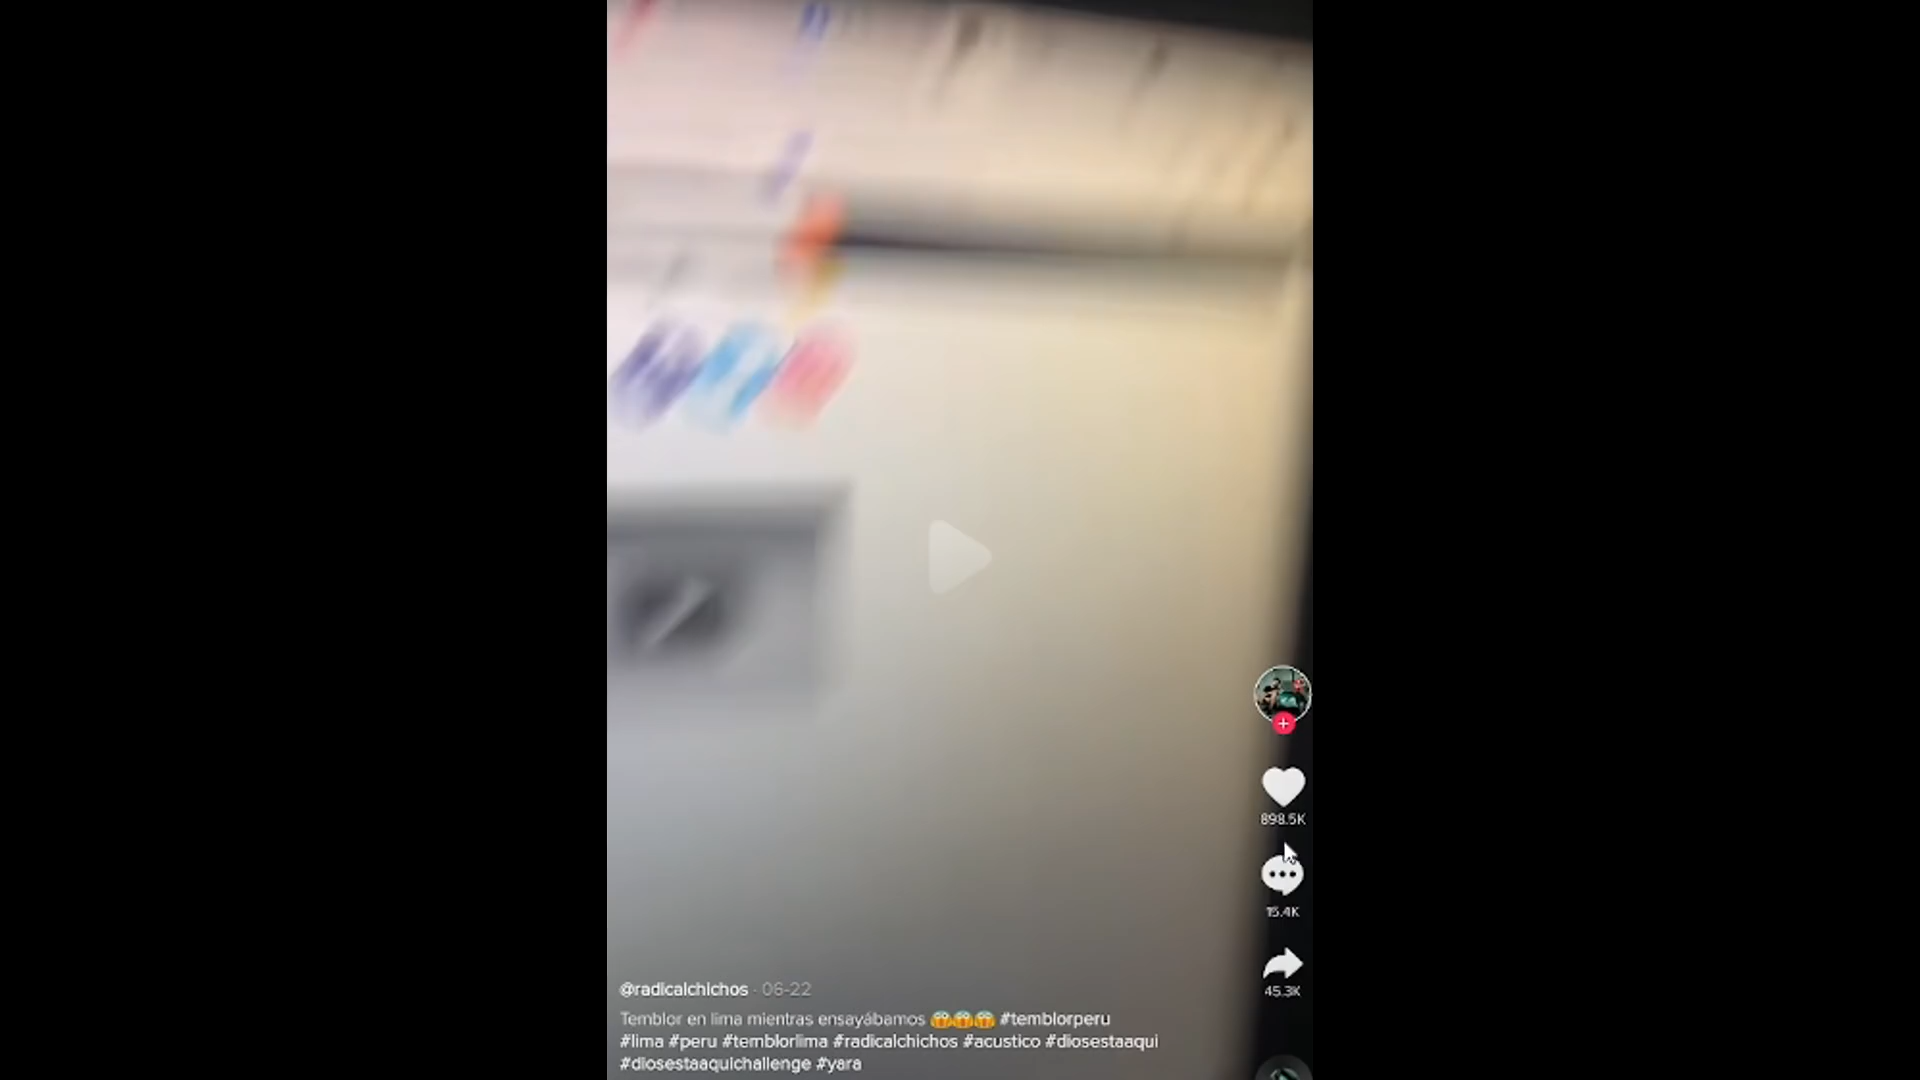 898.5K
15.4K
45.3K
@radicalchichos · 06-22
Temblor en lima mientras ensayábamos 😱😱😱 #temblorperu
#lima #peru #temblorlima #radicalchichos #acustico #diosestaaqui
#diosestaaquichallenge #yara